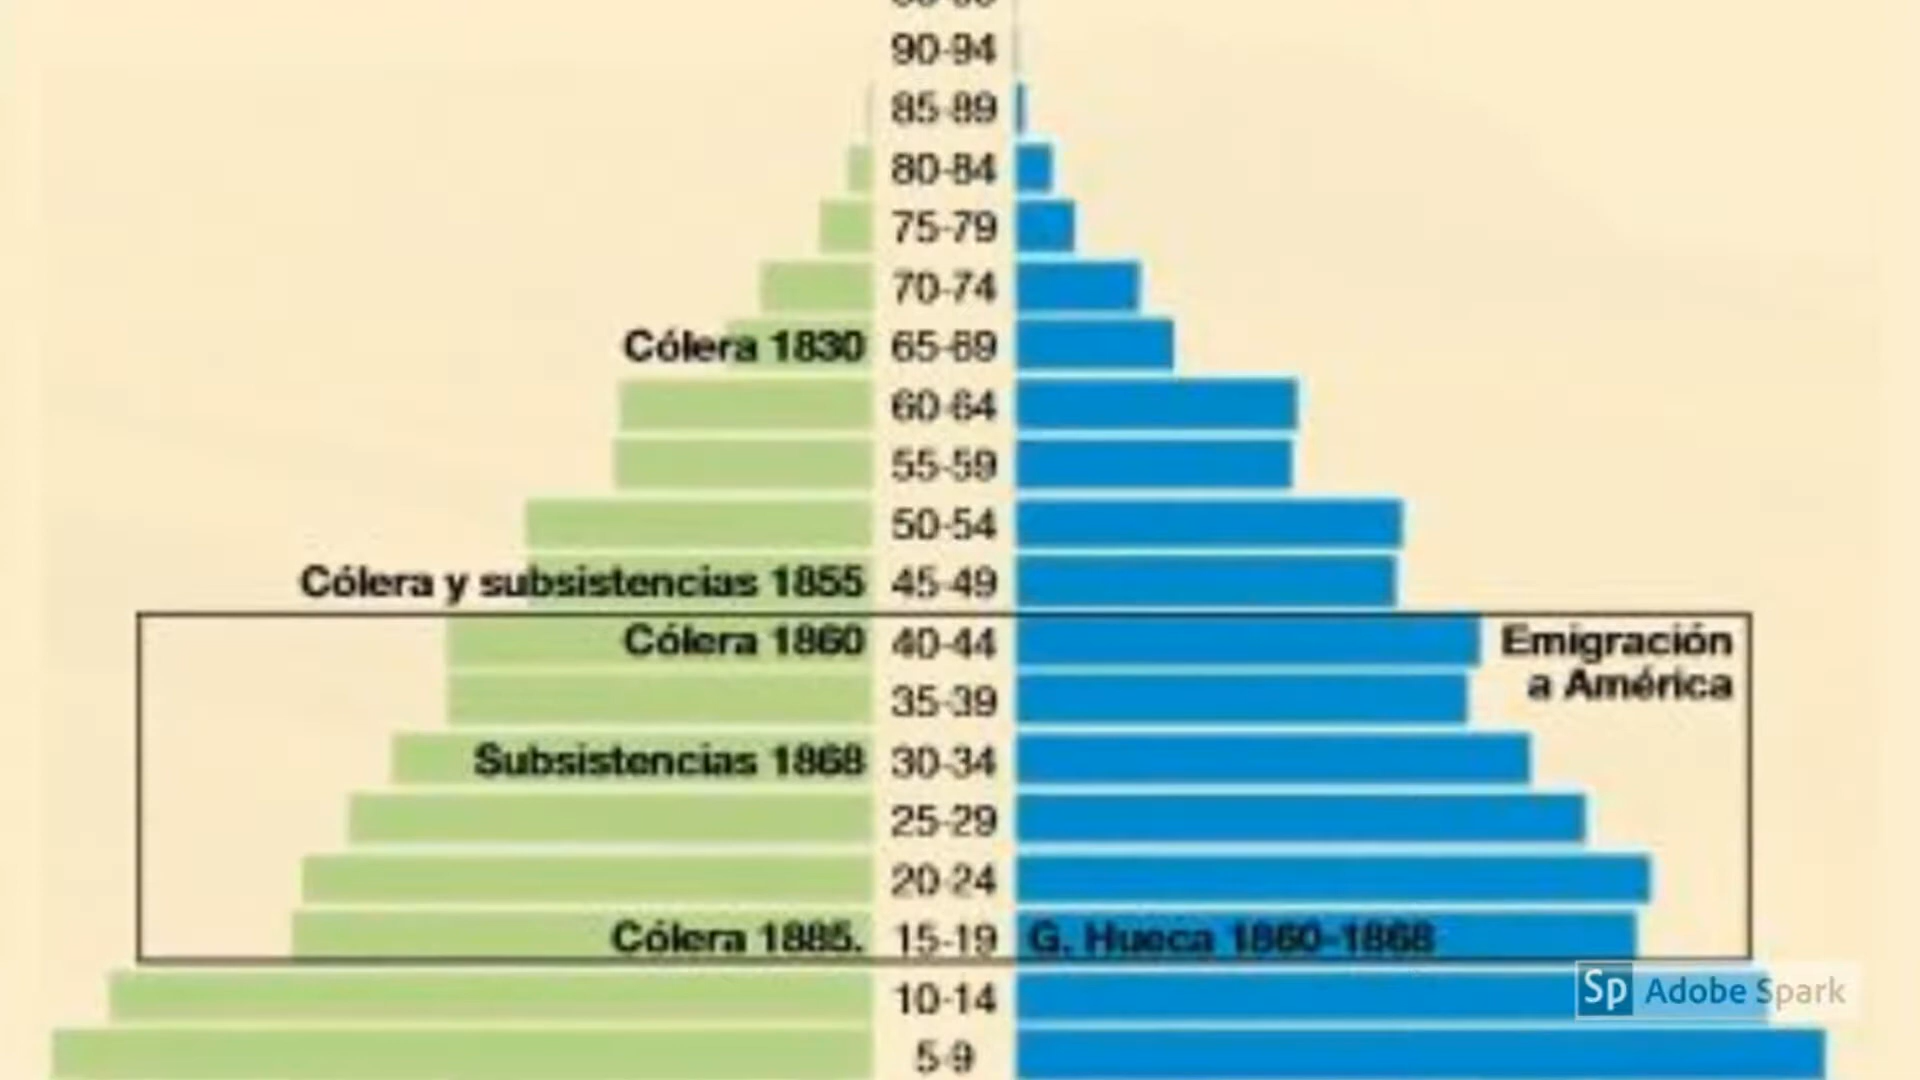 90-94
85-89
80-84
75-79
70-74
Cólera 1830 65-69
60-64
55-59
50-54
Cólera y subsistencias 1855 45-49
Cólera 1860 40-44 Emigración
a América
35-39
Subsistencias 1868 30-34
25-29
20-24
Cólera 1885. 15-19 G. Hueca 1860-1868
10-14
Sp Adobe Spark
5-9